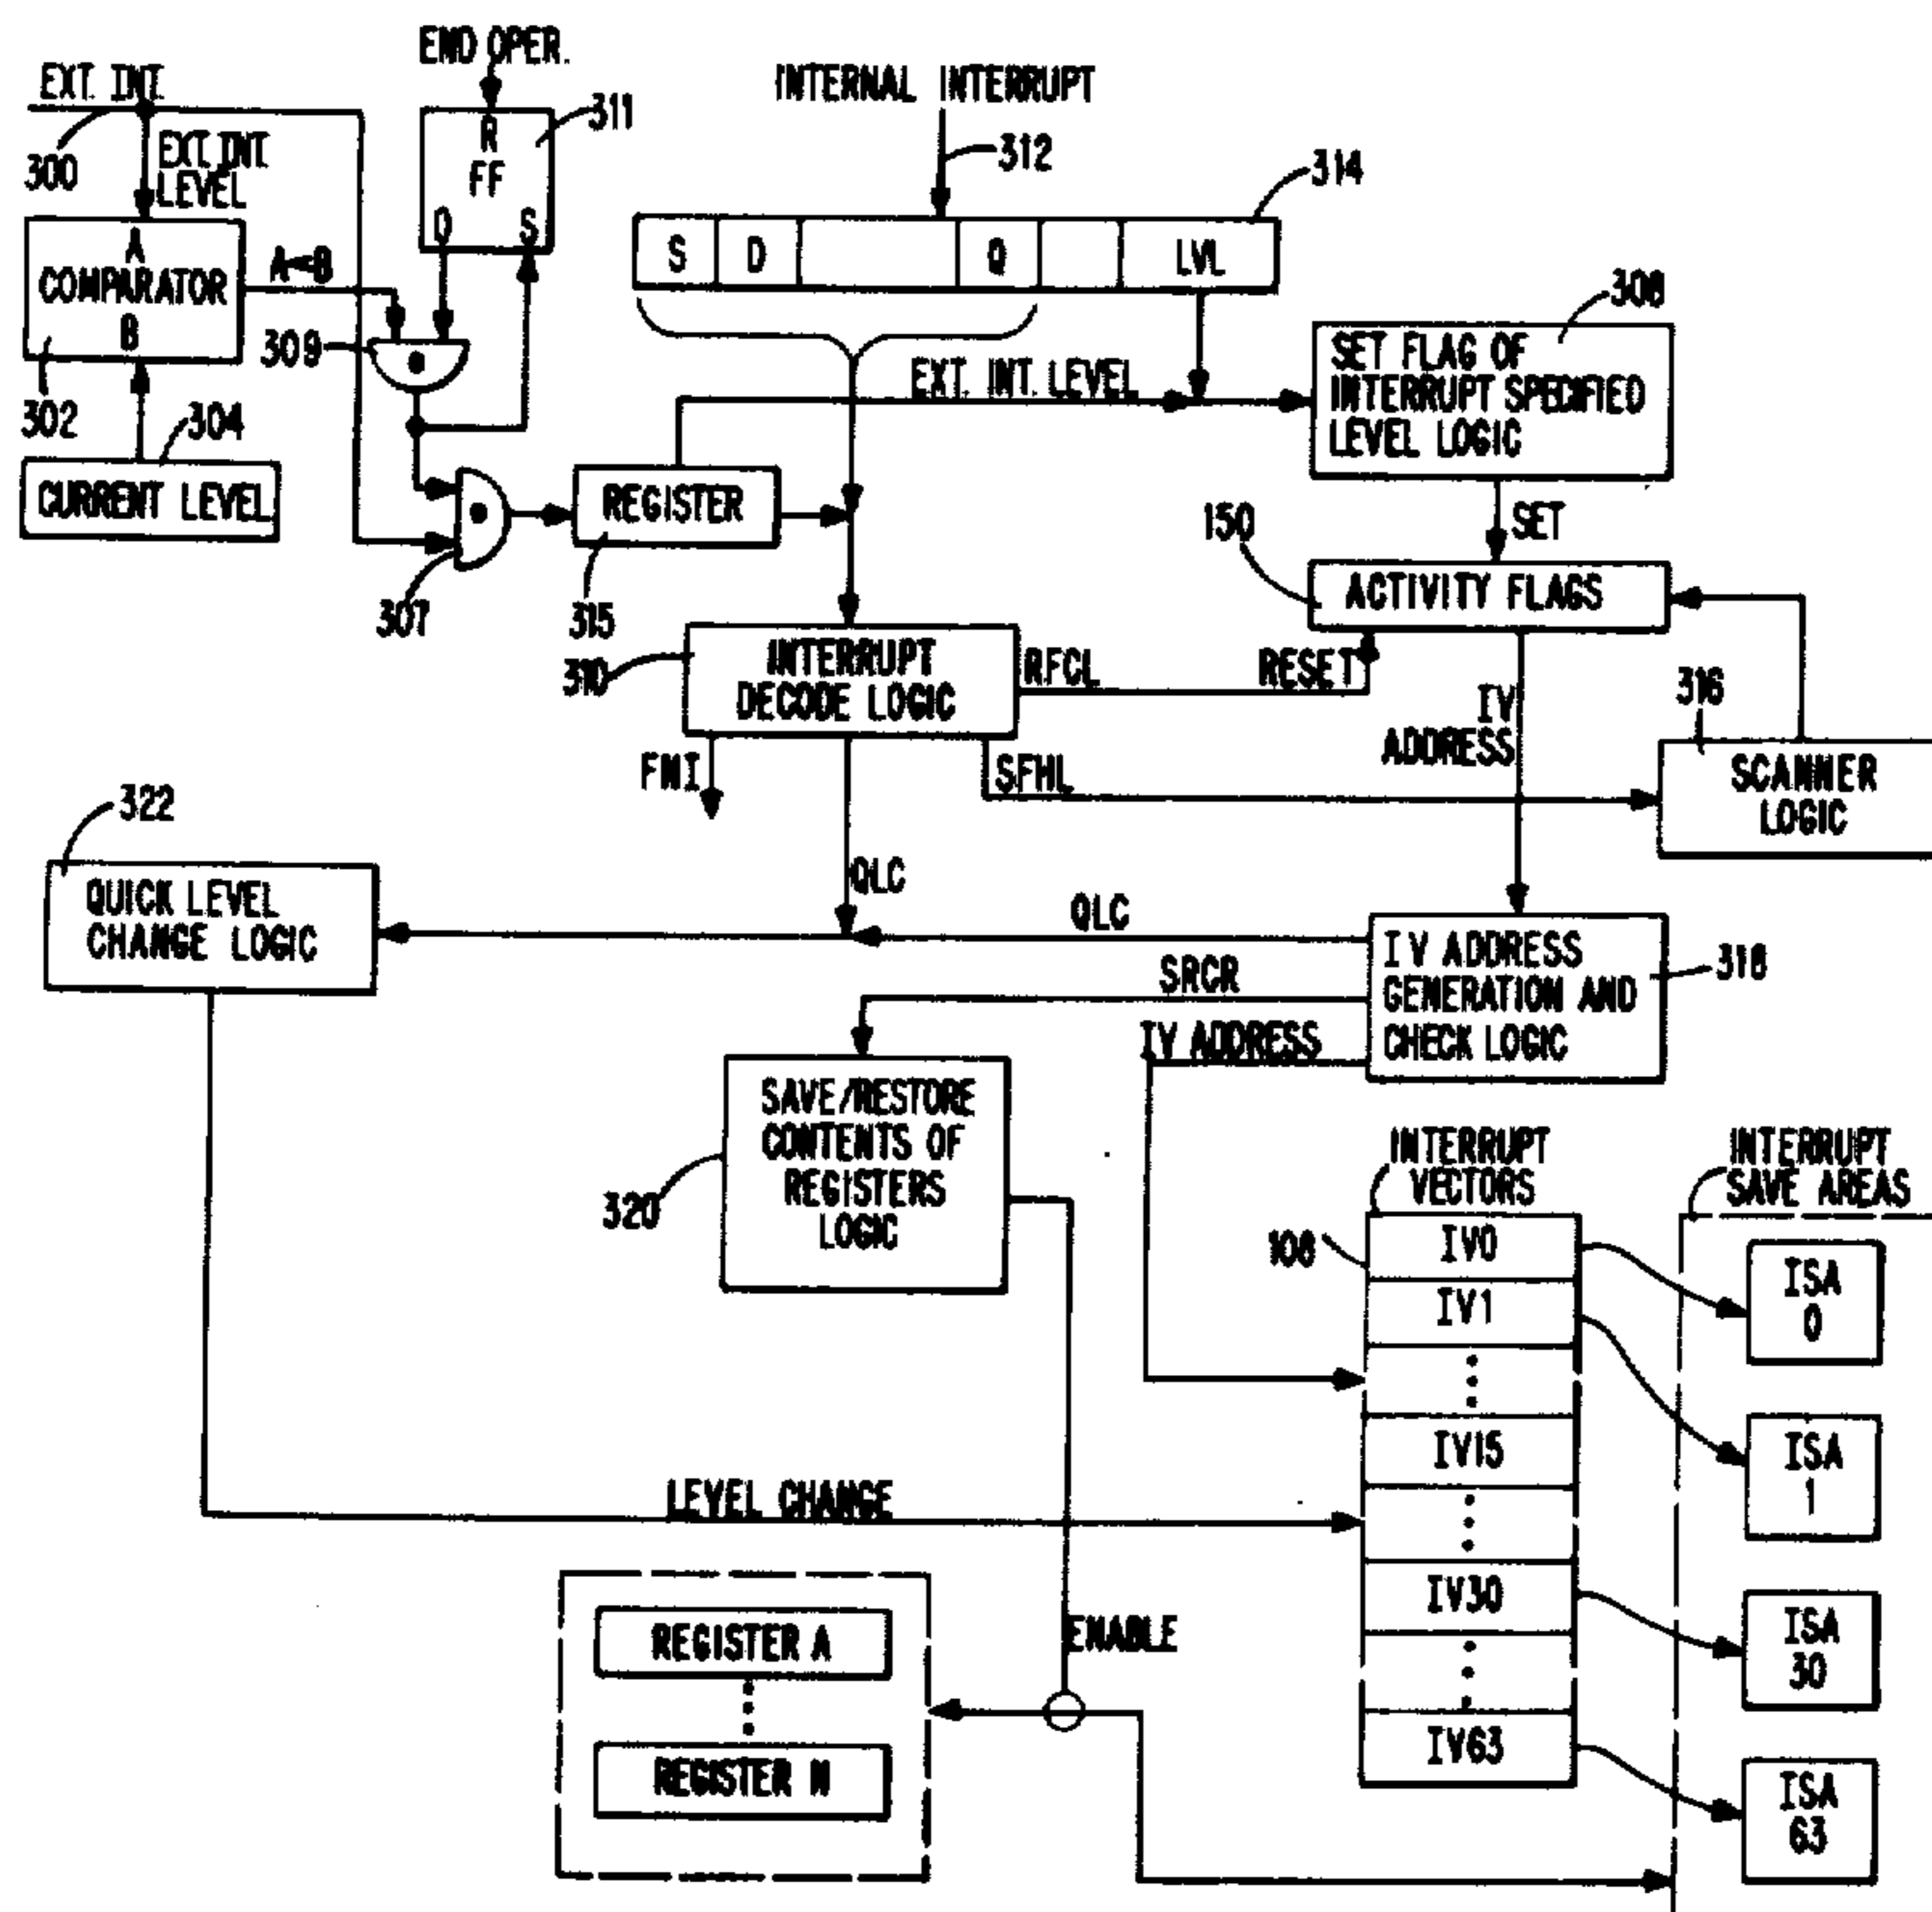 END OPER.
EXT. INT.
INTERNAL INTERRUPT
R
FF
Q
S
311
312
314
300
EXT. INT.
LEVEL
A
COMPARATOR
B
A<B
309
302
304
CURRENT LEVEL
S
D
Q
LVL
308
SET FLAG OF
INTERRUPT SPECIFIED
LEVEL LOGIC
EXT. INT. LEVEL
REGISTER
307
315
SET
150
ACTIVITY FLAGS
310
INTERRUPT
DECODE LOGIC
RFCL
RESET
IV
ADDRESS
316
SCANNER
LOGIC
FMI
SFHL
322
QUICK LEVEL
CHANGE LOGIC
QLC
QLC
IV ADDRESS
GENERATION AND
CHECK LOGIC
318
SRCR
IV ADDRESS
SAVE/RESTORE
CONTENTS OF
REGISTERS
LOGIC
320
INTERRUPT
VECTORS
INTERRUPT
SAVE AREAS
108
IV0
IV1
IV15
IV30
IV63
ISA
0
ISA
1
ISA
30
ISA
63
LEVEL CHANGE
ENABLE
REGISTER A
REGISTER N